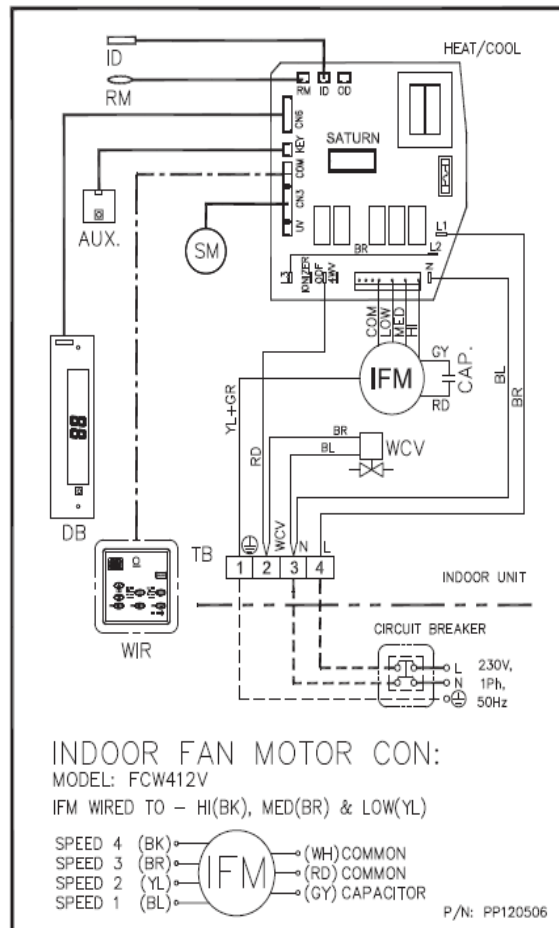 ID
HEAT/COOL
RM
RM
ID
OD
CN6
KEY
SATURN
COM
AUX.
CN3
SM
UV
L1
BR
L2
L3
IONIZER
ODF
4WV
N
COM
LOW
MED
HI
GY
CAP.
IFM
RD
BL
BR
YL+GR
RD
BR
BL
WCV
WCV
88
DB
TB
N
L
1
2
3
4
INDOOR UNIT
WIR
CIRCUIT BREAKER
L
230V,
N
1Ph,
50Hz
INDOOR FAN MOTOR CON:
MODEL: FCW412V
IFM WIRED TO – HI(BK), MED(BR) & LOW(YL)
SPEED 4 (BK)
SPEED 3 (BR)
SPEED 2 (YL)
SPEED 1 (BL)
IFM
(WH) COMMON
(RD) COMMON
(GY) CAPACITOR
P/N: PP120506